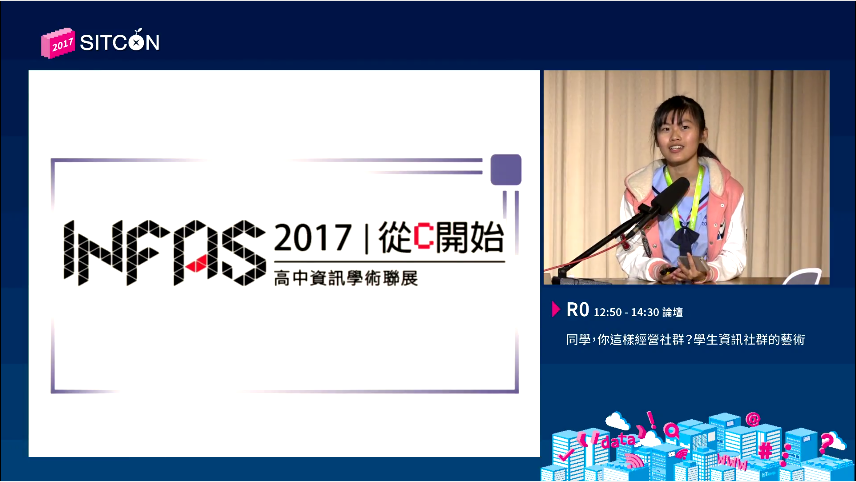 2017 SITCON
INFAS 2017 | 從C開始
高中資訊學術聯展
R0 12:50 - 14:30 論壇
同學,你這樣經營社群?學生資訊社群的藝術